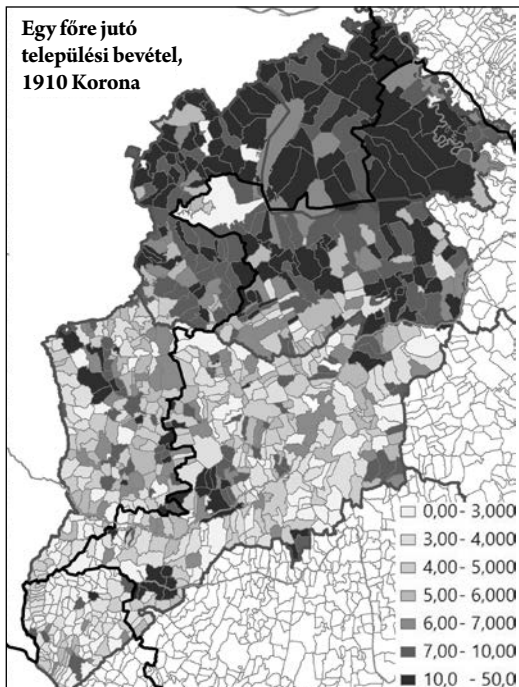 Egy főre jutó
települési bevétel,
1910 Korona
0,00 - 3,000
3,00 - 4,000
4,00 - 5,000
5,00 - 6,000
6,00 - 7,000
7,00 - 10,00
10,0 - 50,0